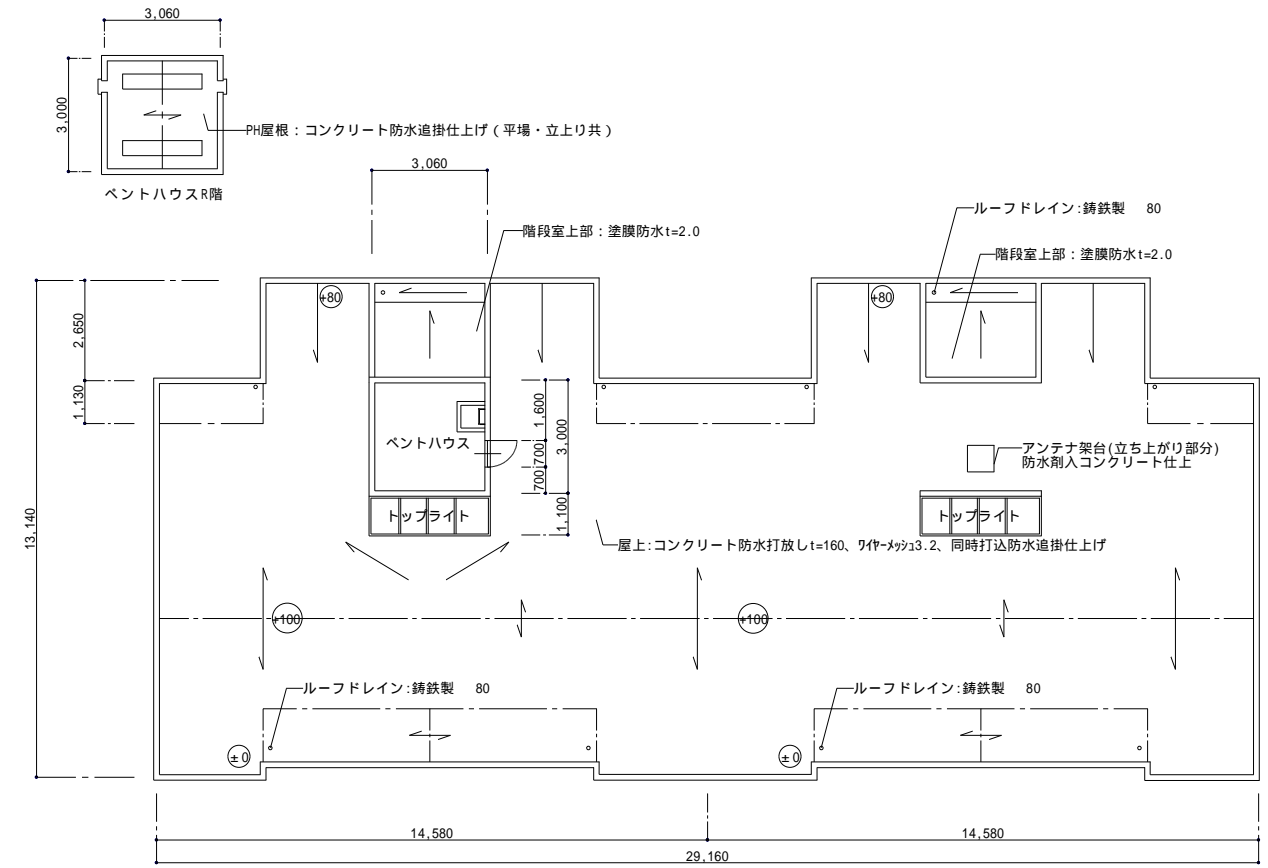 3,060
3,000
PH屋根：コンクリート防水追掛仕上げ（平場・立上り共）
ペントハウスR階
3,060
ルーフドレイン:鋳鉄製　80
階段室上部：塗膜防水t=2.0
階段室上部：塗膜防水t=2.0
+80
+80
2,650
1,130
13,140
1,600
3,000
700
700
1,100
ペントハウス
アンテナ架台(立ち上がり部分)
防水剤入コンクリート仕上
トップライト
トップライト
屋上:コンクリート防水打放しt=160、ﾜｲﾔｰﾒｯｼｭ3.2、同時打込防水追掛仕上げ
+100
+100
ルーフドレイン:鋳鉄製　80
ルーフドレイン:鋳鉄製　80
±0
±0
14,580
14,580
29,160